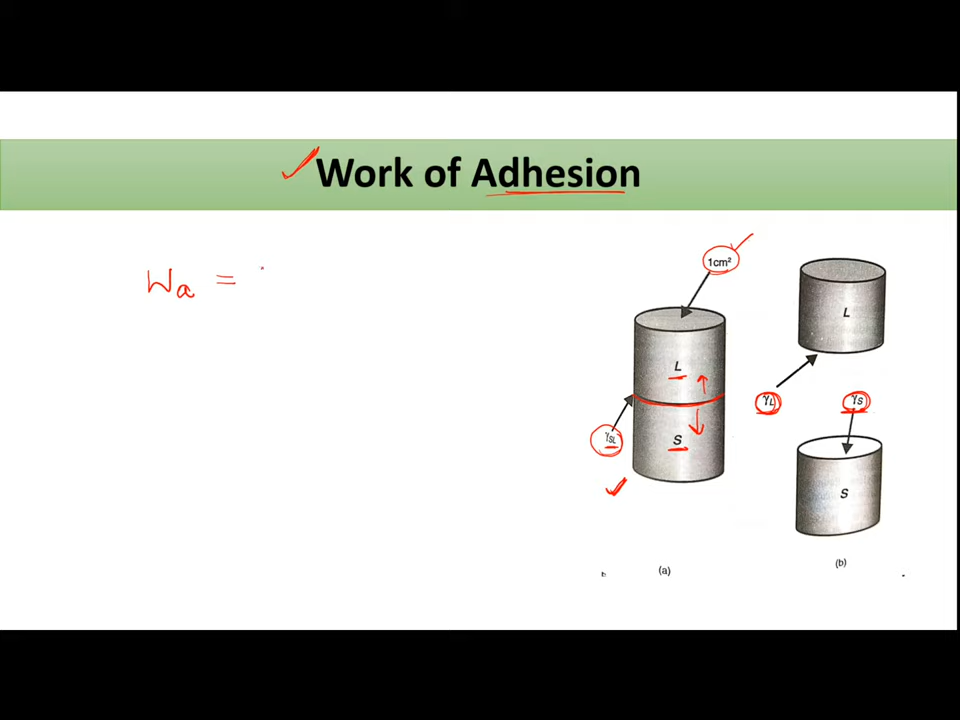 Work of Adhesion
Wa =
1cm²
L
L
γL
γS
γSL
S
S
(a)
(b)